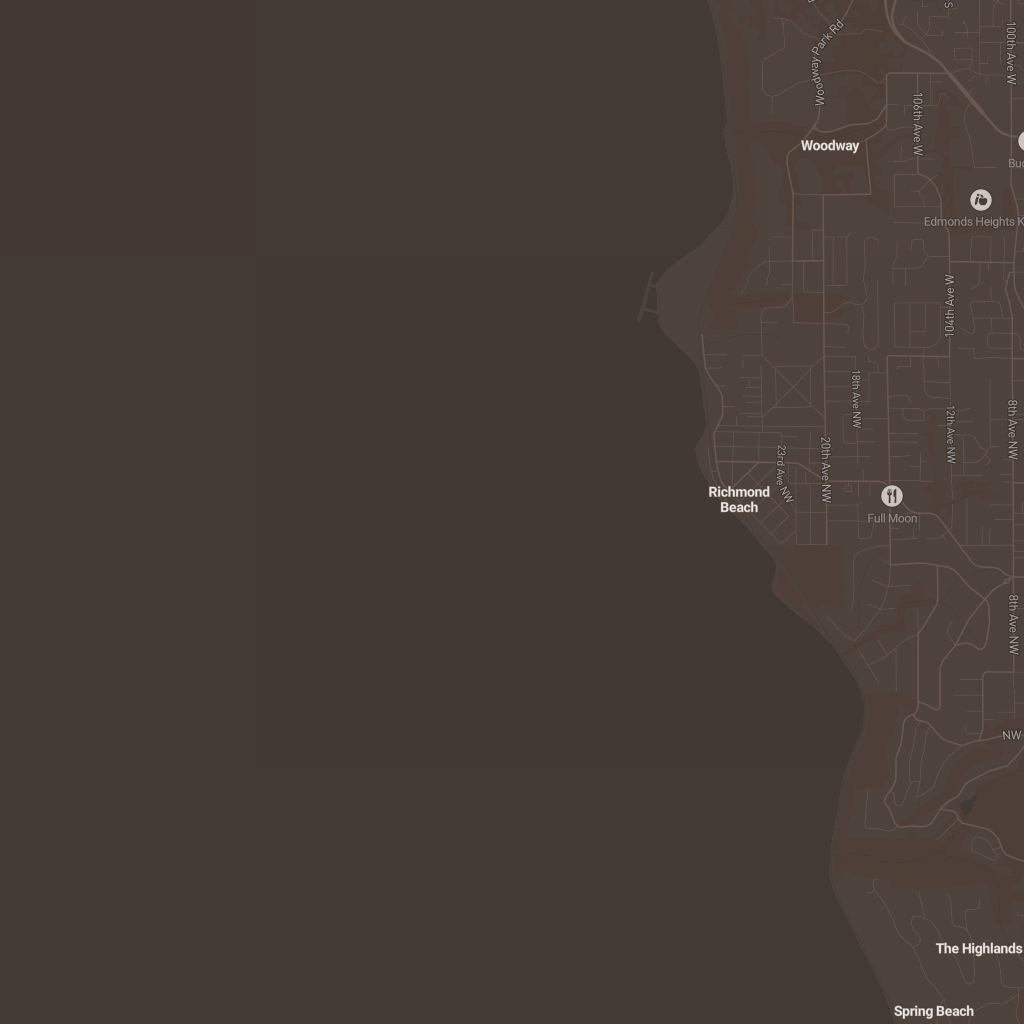 S
100th Ave W
Woodway Park Rd
106th Ave W
Woodway
Edmonds Heights K
104th Ave W
18th Ave NW
8th Ave NW
12th Ave NW
20th Ave NW
23rd Ave NW
Richmond
Beach
Full Moon
8th Ave NW
NW
The Highlands
Spring Beach